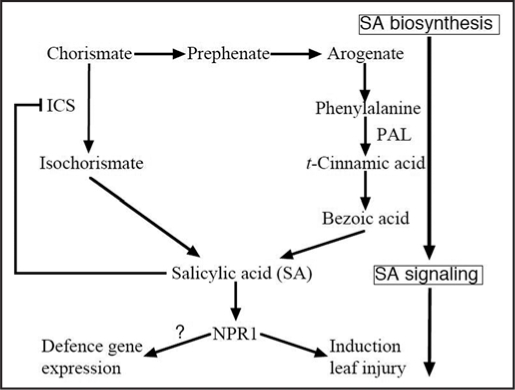 SA biosynthesis
Chorismate
Prephenate
Arogenate
ICS
Phenylalanine
PAL
Isochorismate
t-Cinnamic acid
Bezoic acid
Salicylic acid (SA)
SA signaling
?
NPR1
Defence gene
expression
Induction
leaf injury